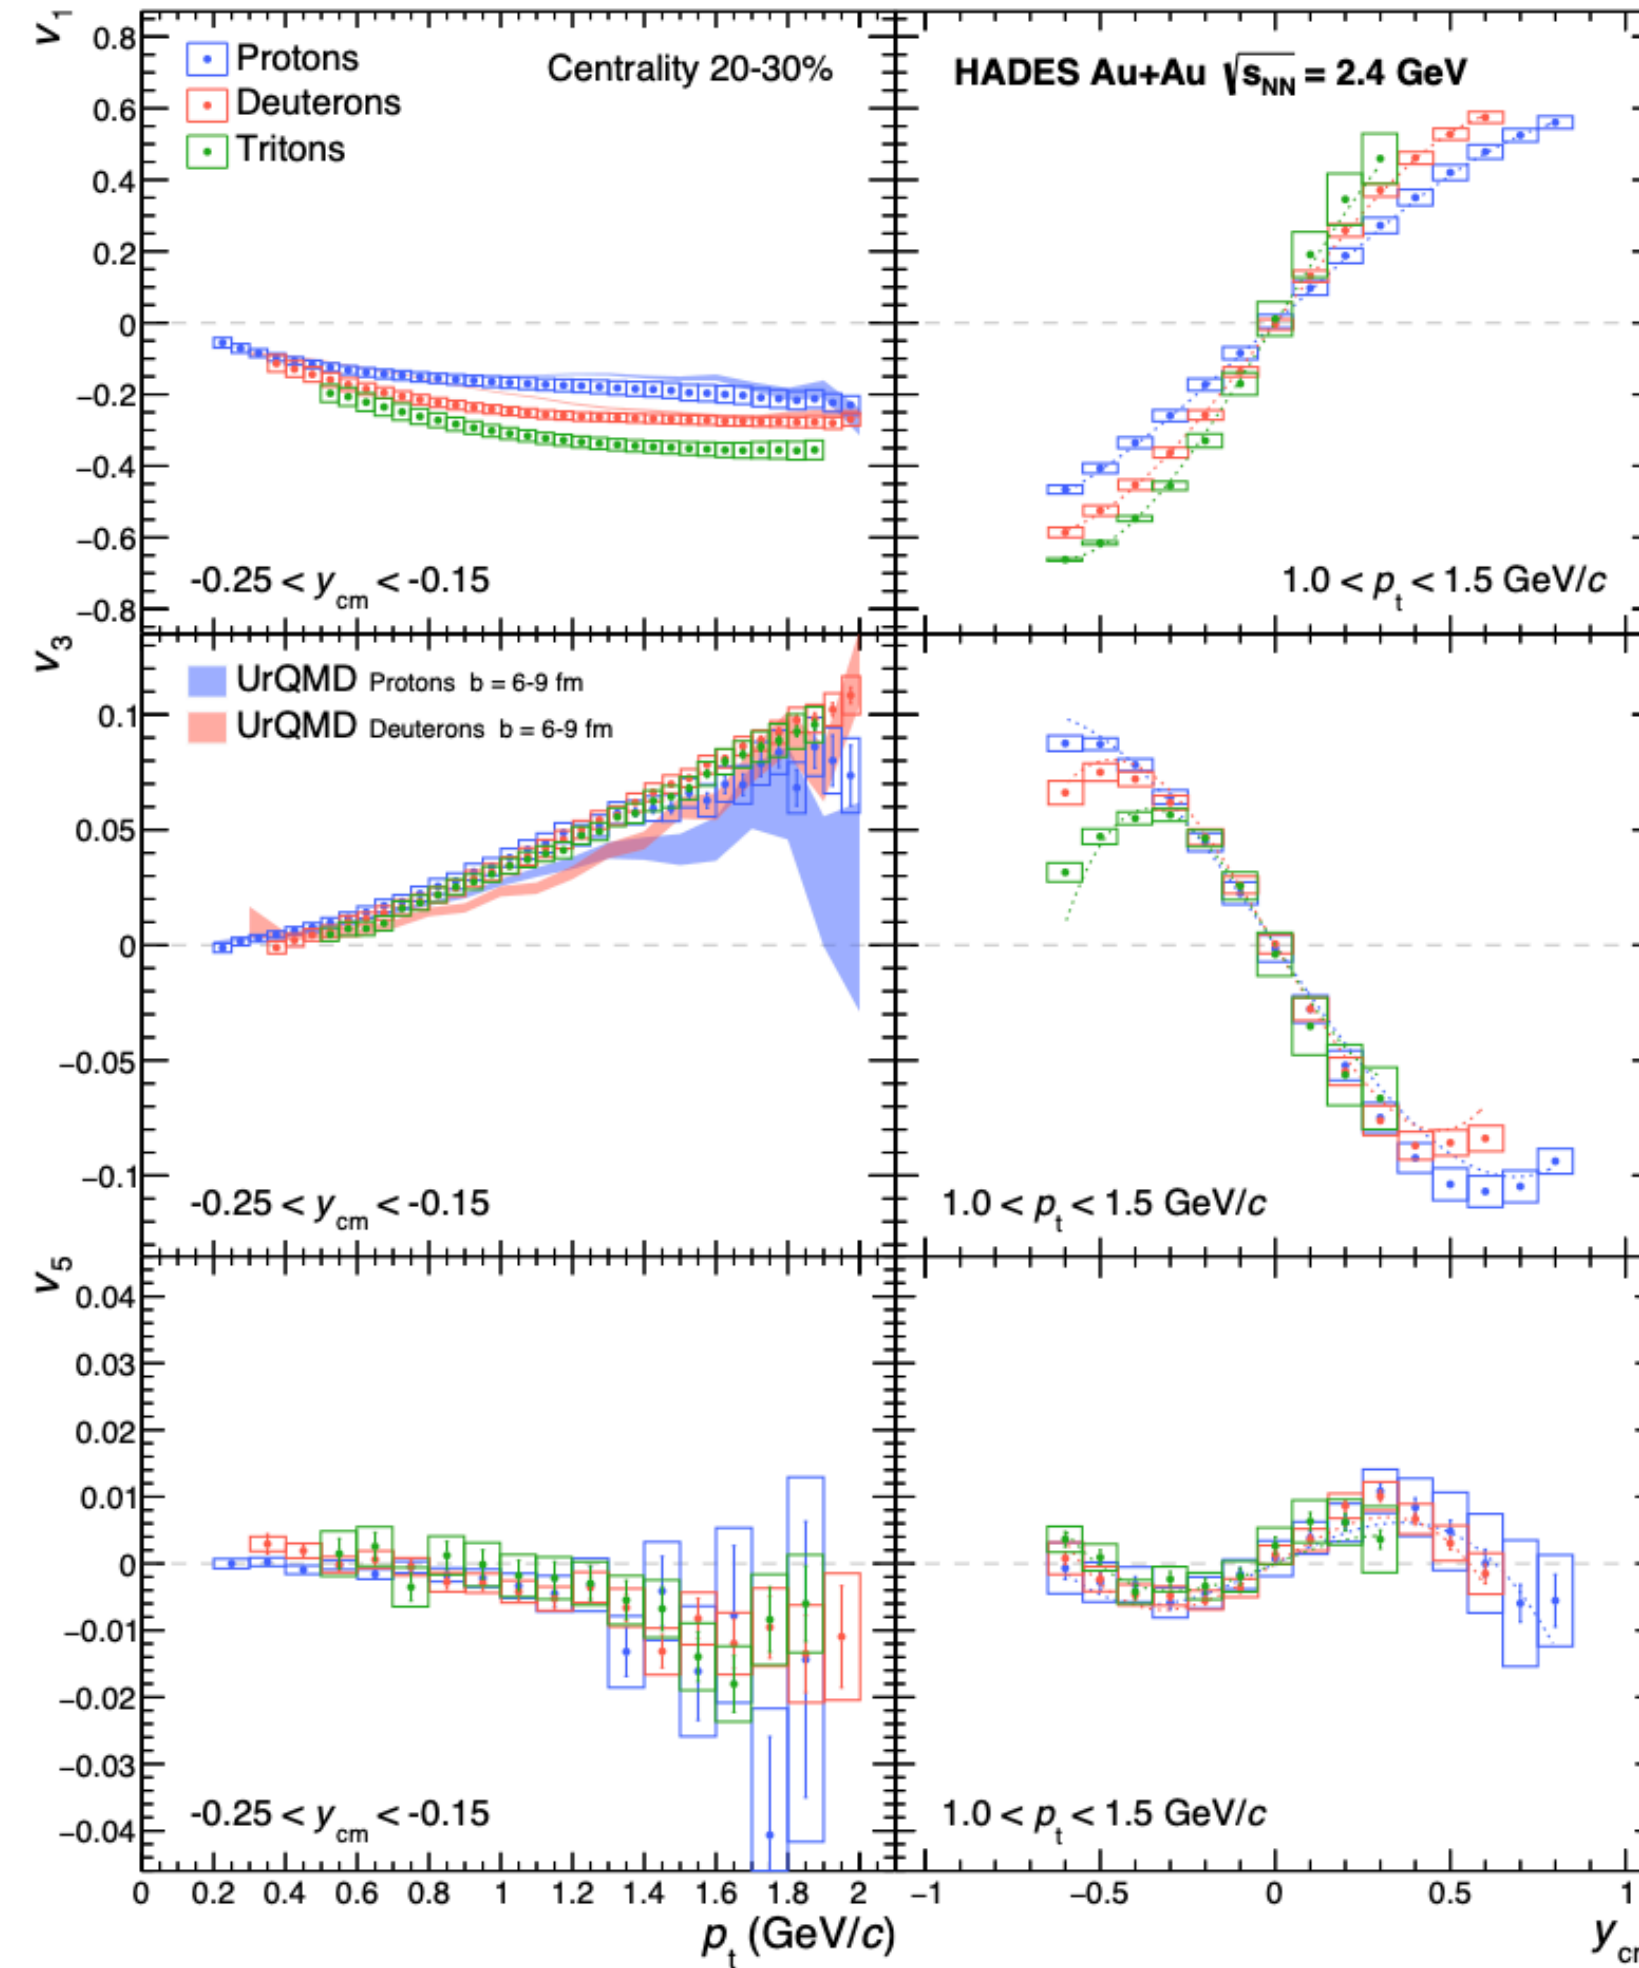 v1
0.8
0.6
0.4
0.2
0
−0.2
−0.4
−0.6
−0.8
Protons
Deuterons
Tritons
Centrality 20-30%
-0.25 < ycm < -0.15
HADES Au+Au √sNN = 2.4 GeV
1.0 < pt < 1.5 GeV/c
v3
0.1
0.05
0
−0.05
−0.1
UrQMD Protons b = 6-9 fm
UrQMD Deuterons b = 6-9 fm
-0.25 < ycm < -0.15
1.0 < pt < 1.5 GeV/c
v5
0.04
0.03
0.02
0.01
0
−0.01
−0.02
−0.03
−0.04
-0.25 < ycm < -0.15
1.0 < pt < 1.5 GeV/c
0 0.2 0.4 0.6 0.8 1 1.2 1.4 1.6 1.8 2
−1 −0.5 0 0.5 1
pt (GeV/c)